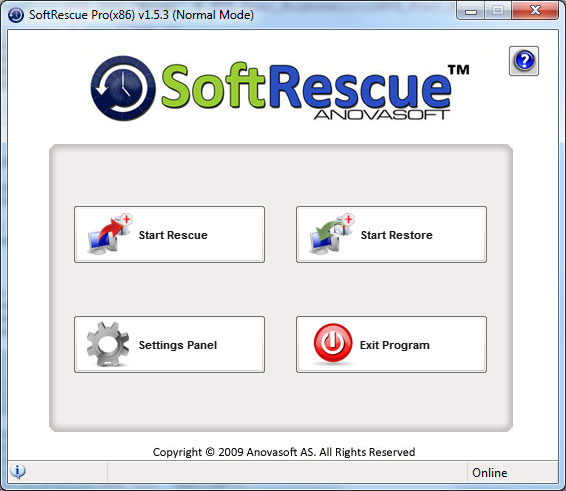 SoftRescue Pro(x86) v1.5.3 (Normal Mode)
SoftRescue™
ANOVASOFT
?
Start Rescue
Start Restore
Settings Panel
Exit Program
Copyright © 2009 Anovasoft AS. All Rights Reserved
Online